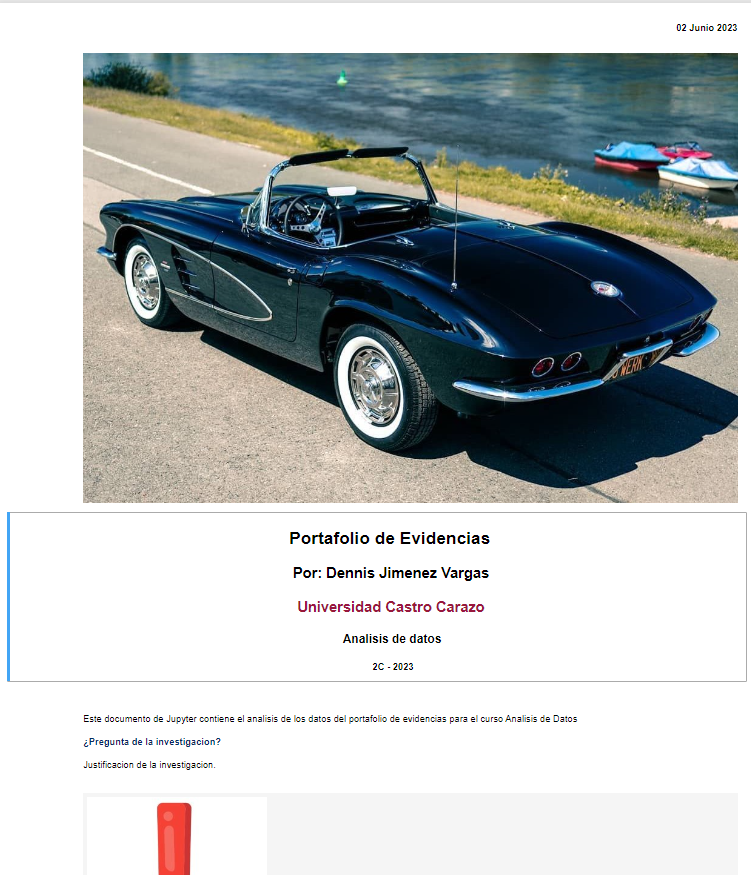 02 Junio 2023
WERK
Portafolio de Evidencias
Por: Dennis Jimenez Vargas
Universidad Castro Carazo
Analisis de datos
2C - 2023
Este documento de Jupyter contiene el analisis de los datos del portafolio de evidencias para el curso Analisis de Datos
¿Pregunta de la investigacion?
Justificacion de la investigacion.